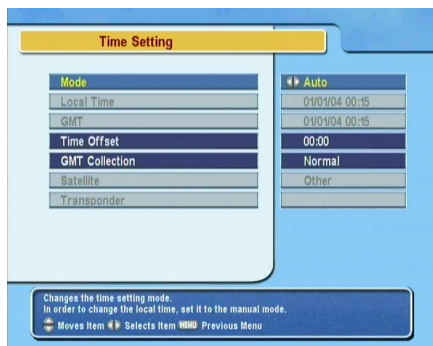 Time Setting
Mode Auto
Local Time 01/01/04 00:15
GMT 01/01/04 00:15
Time Offset 00:00
GMT Collection Normal
Satellite Other
Transponder
Changes the time setting mode.
In order to change the local time, set it to the manual mode.
Moves Item Selects Item MENU Previous Menu